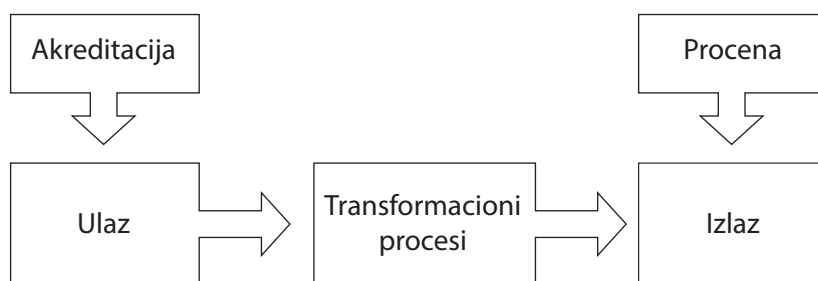 Akreditacija
Procena
Ulaz
Transformacioni
procesi
Izlaz